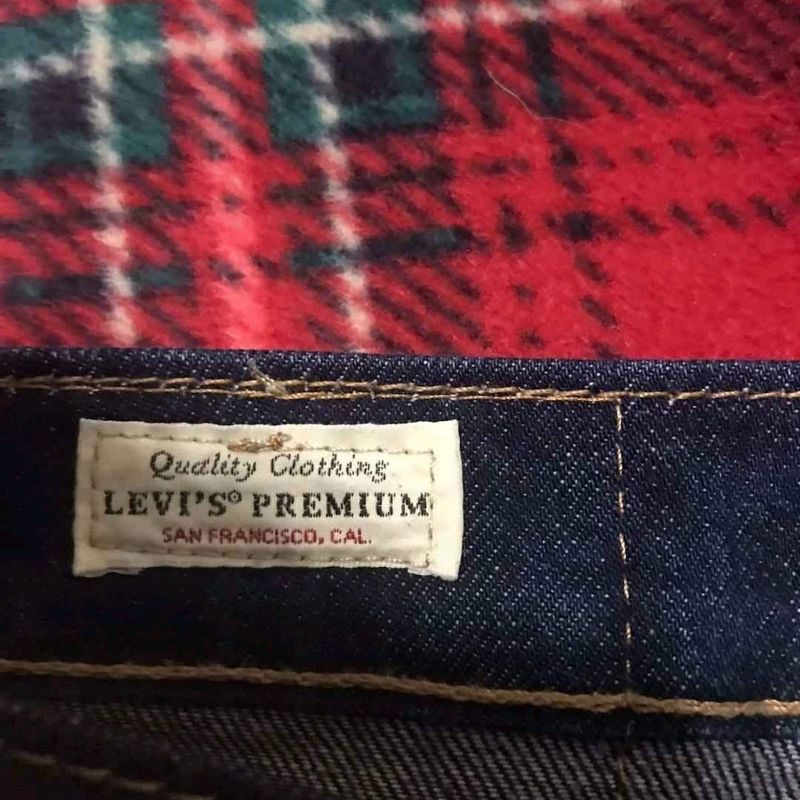 Quality Clothing
LEVI'S® PREMIUM
SAN FRANCISCO, CAL.